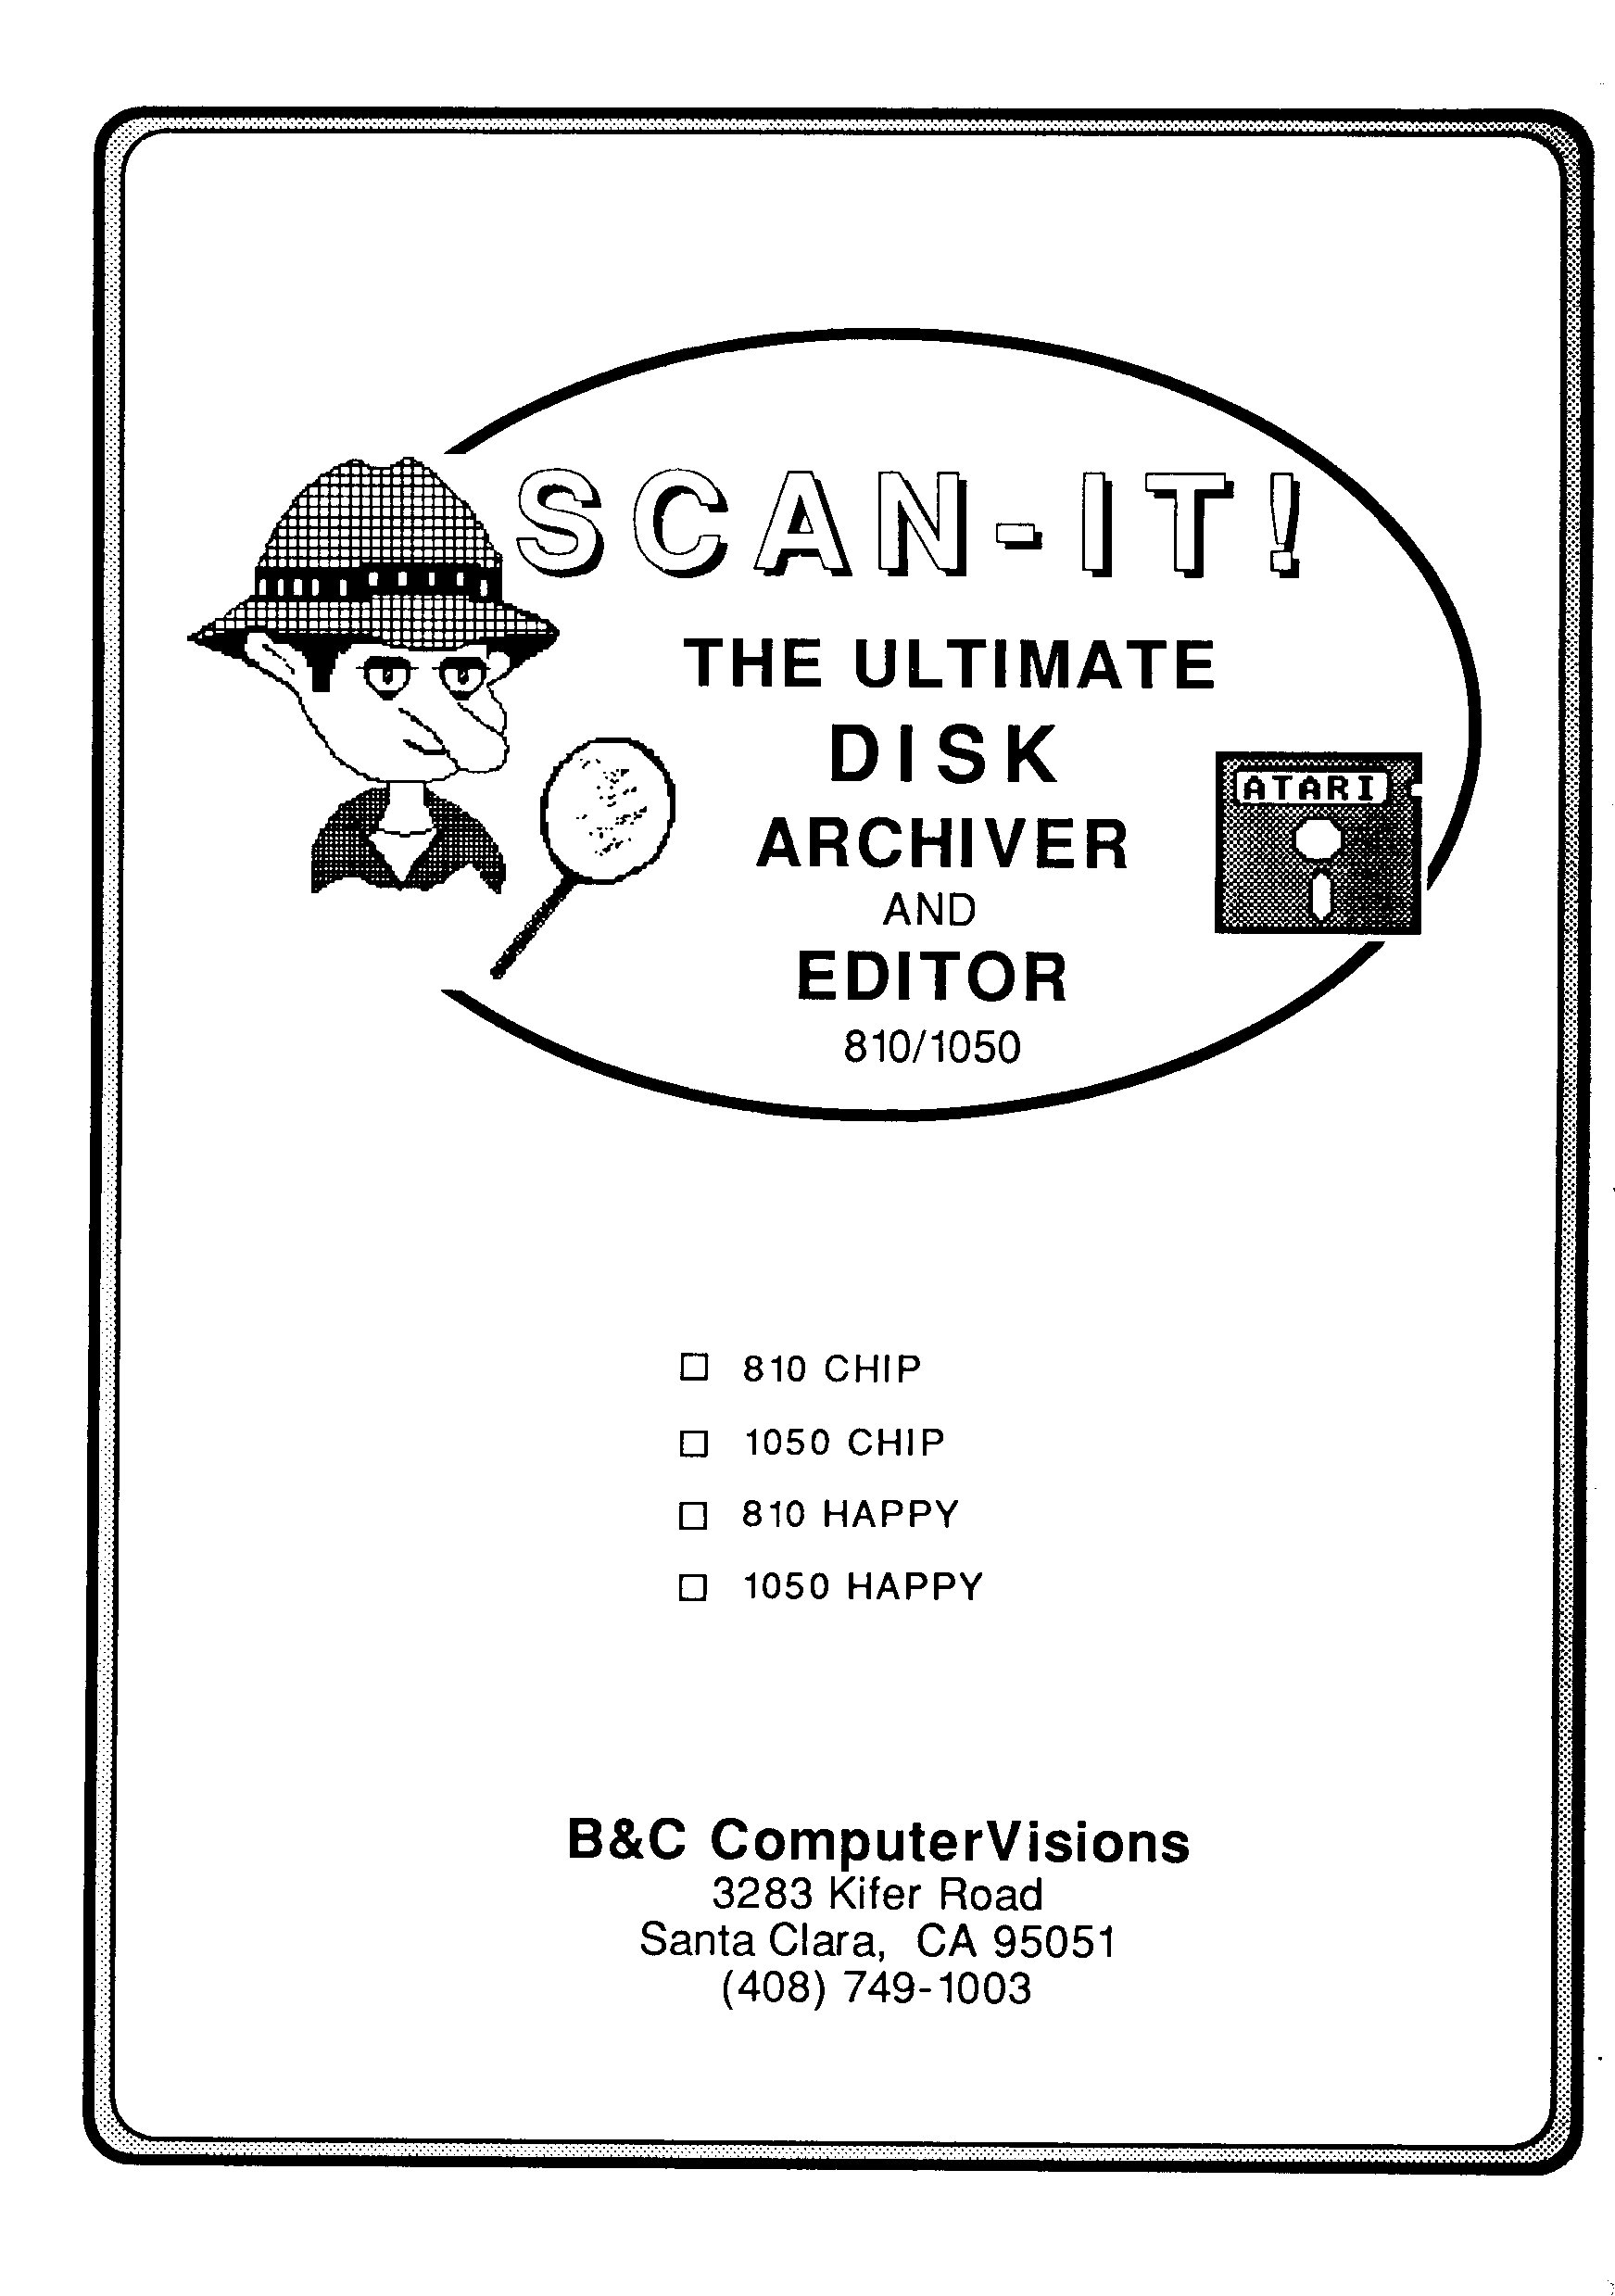 SCAN-IT!
THE ULTIMATE
DISK
ATARI
ARCHIVER
AND
EDITOR
810/1050
☐ 810 CHIP
☐ 1050 CHIP
☐ 810 HAPPY
☐ 1050 HAPPY
B&C ComputerVisions
3283 Kifer Road
Santa Clara, CA 95051
(408) 749-1003